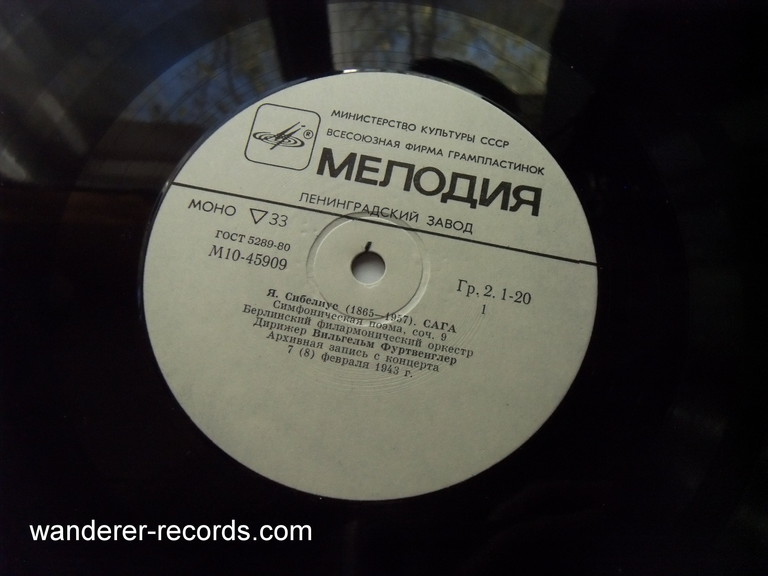 МИНИСТЕРСТВО КУЛЬТУРЫ СССР
ВСЕСОЮЗНАЯ ФИРМА ГРАМПЛАСТИНОК
®
МЕЛОДИЯ
ЛЕНИНГРАДСКИЙ ЗАВОД
МОНО ▽33
ГОСТ 5289-80
М10-45909
Гр. 2. 1-20
1
Я. Сибелиус (1865—1957). САГА
Симфоническая поэма, соч. 9
Берлинский филармонический оркестр
Дирижер Вильгельм Фуртвенглер
Архивная запись с концерта
7 (8) февраля 1943 г.
wanderer-records.com